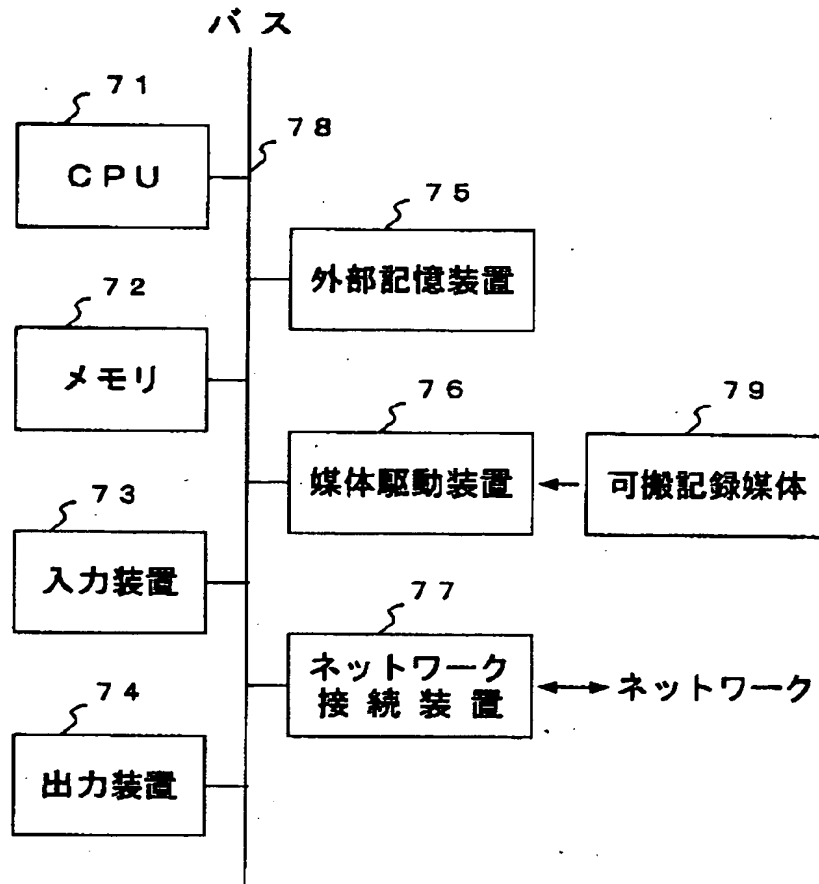 バス
71
78
CPU
75
外部記憶装置
72
メモリ
76
79
媒体駆動装置
可搬記録媒体
73
入力装置
77
ネットワーク
接続装置
ネットワーク
74
出力装置